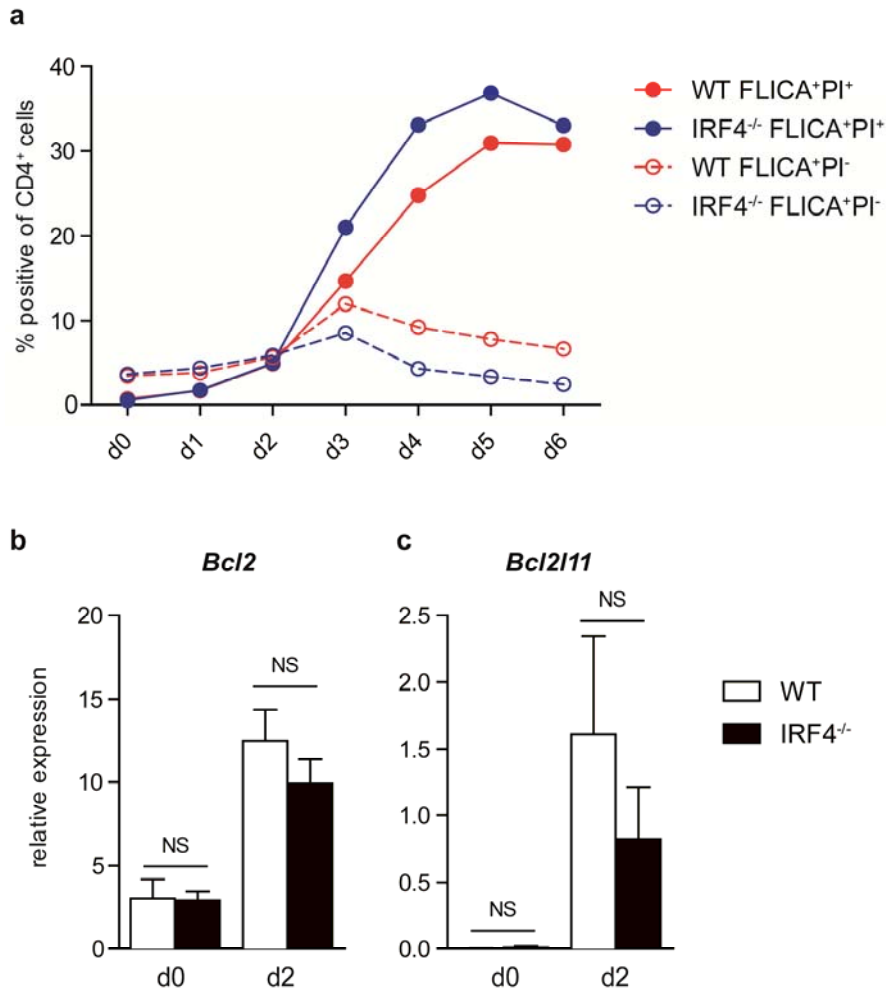 a
% positive of CD4⁺ cells
40
30
20
10
0
d0 d1 d2 d3 d4 d5 d6
WT FLICA⁺PI⁺
IRF4⁻/⁻ FLICA⁺PI⁺
WT FLICA⁺PI⁻
IRF4⁻/⁻ FLICA⁺PI⁻
b
Bcl2
relative expression
20
15
10
5
0
NS
NS
d0 d2
c
Bcl2l11
2.5
2.0
1.5
1.0
0.5
0.0
NS
NS
d0 d2
WT
IRF4⁻/⁻